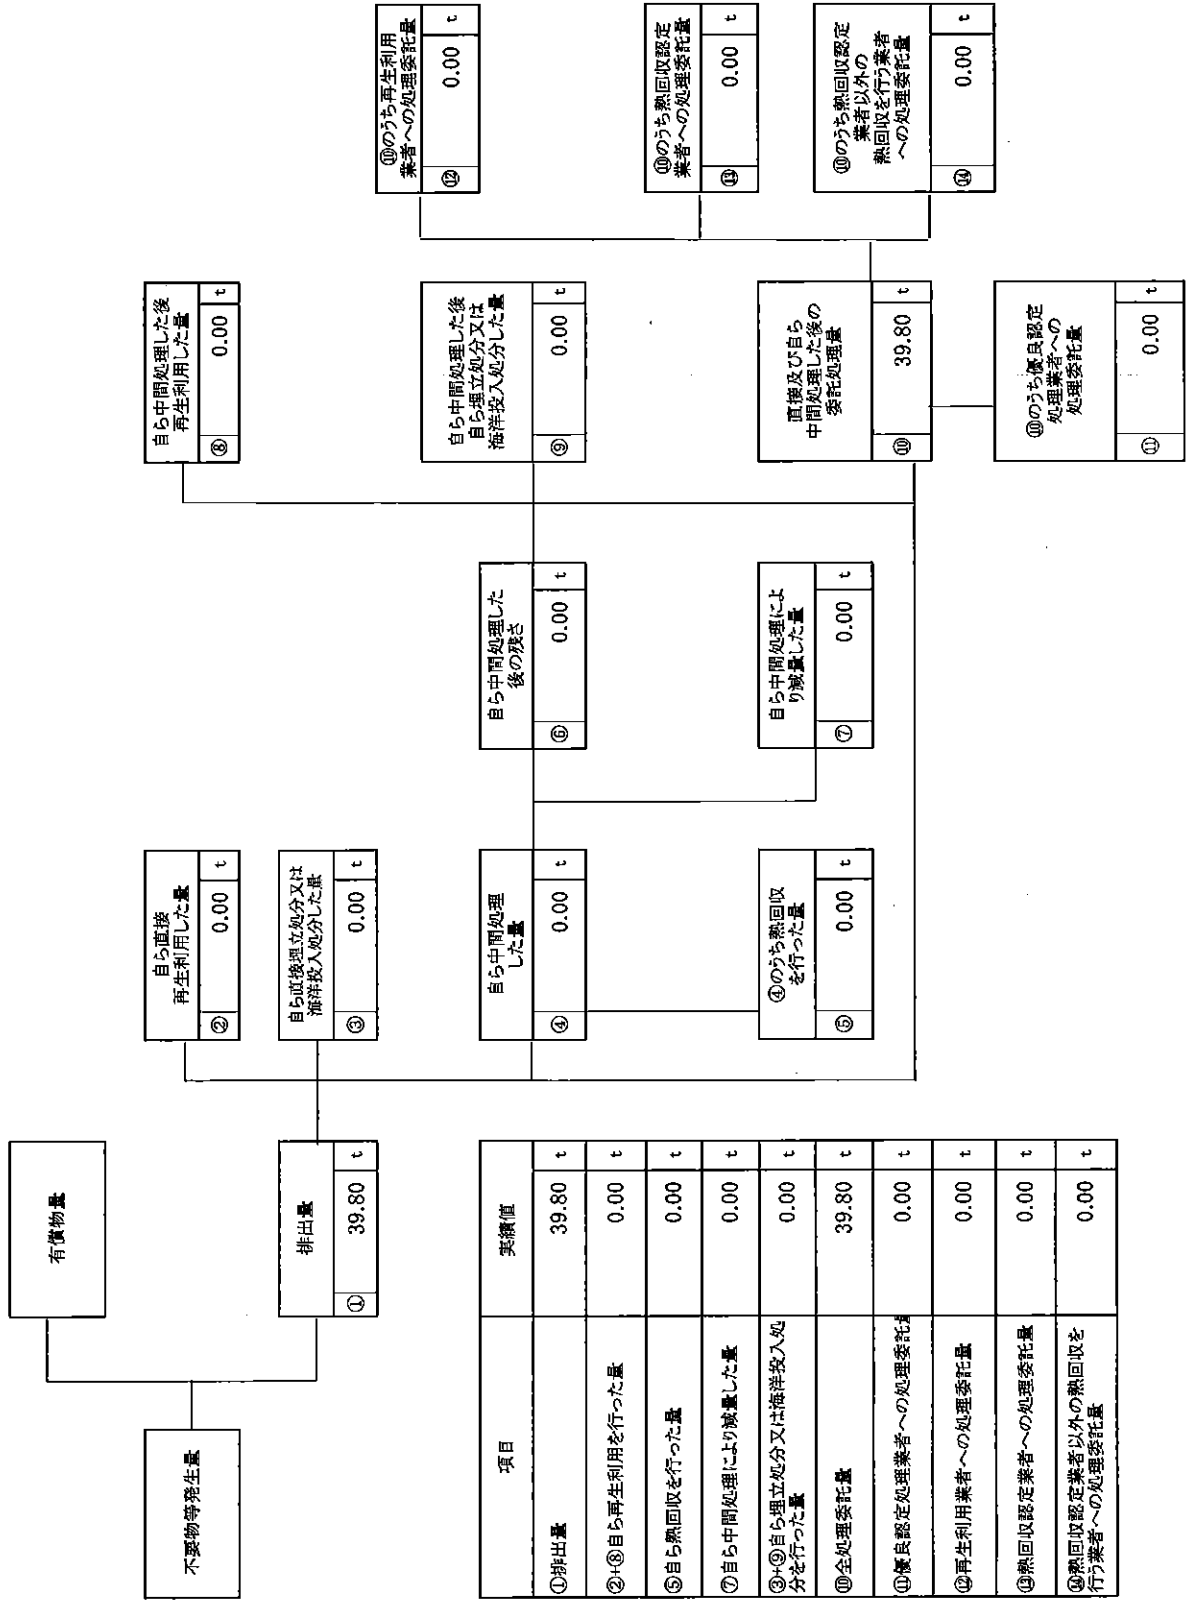 不要物等発生量
有償物量
排出量
① 39.80 t
自ら直接
再生利用した量
② 0.00 t
自ら直接埋立処分又は
海洋投入処分した量
③ 0.00 t
自ら中間処理
した量
④ 0.00 t
④のうち熱回収
を行った量
⑤ 0.00 t
自ら中間処理した
後の残さ
⑥ 0.00 t
自ら中間処理によ
り減量した量
⑦ 0.00 t
自ら中間処理した後
再生利用した量
⑧ 0.00 t
自ら中間処理した後
自ら埋立処分又は
海洋投入処分した量
⑨ 0.00 t
直接及び自ら
中間処理した後の
委託処理量
⑩ 39.80 t
⑩のうち優良認定
処理業者への
処理委託量
⑪ 0.00 t
⑩のうち再生利用
業者への処理委託量
⑫ 0.00 t
⑩のうち熱回収認定
業者への処理委託量
⑬ 0.00 t
⑩のうち熱回収認定
業者以外の
熱回収を行う業者
への処理委託量
⑭ 0.00 t
項目 実績値
①排出量 39.80 t
②+⑧自ら再生利用を行った量 0.00 t
⑤自ら熱回収を行った量 0.00 t
⑦自ら中間処理により減量した量 0.00 t
③+⑨自ら埋立処分又は海洋投入処
分を行った量 0.00 t
⑩全処理委託量 39.80 t
⑪優良認定処理業者への処理委託量 0.00 t
⑫再生利用業者への処理委託量 0.00 t
⑬熱回収認定業者への処理委託量 0.00 t
⑭熱回収認定業者以外の熱回収を
行う業者への処理委託量 0.00 t